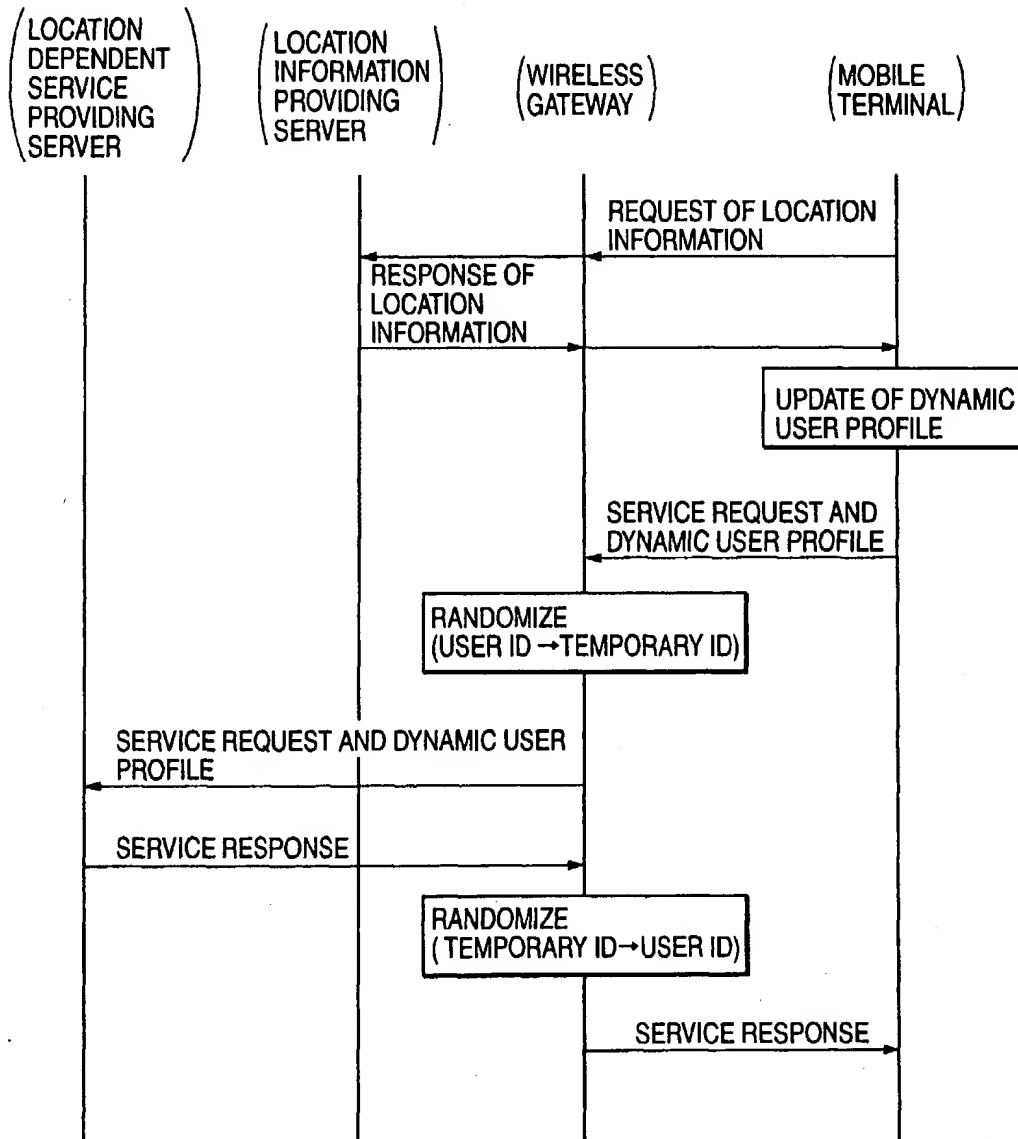 (LOCATION
DEPENDENT
SERVICE
PROVIDING
SERVER)
(LOCATION
INFORMATION
PROVIDING
SERVER)
(WIRELESS
GATEWAY)
(MOBILE
TERMINAL)
REQUEST OF LOCATION
INFORMATION
RESPONSE OF
LOCATION
INFORMATION
UPDATE OF DYNAMIC
USER PROFILE
SERVICE REQUEST AND
DYNAMIC USER PROFILE
RANDOMIZE
(USER ID →TEMPORARY ID)
SERVICE REQUEST AND DYNAMIC USER
PROFILE
SERVICE RESPONSE
RANDOMIZE
( TEMPORARY ID→USER ID)
SERVICE RESPONSE